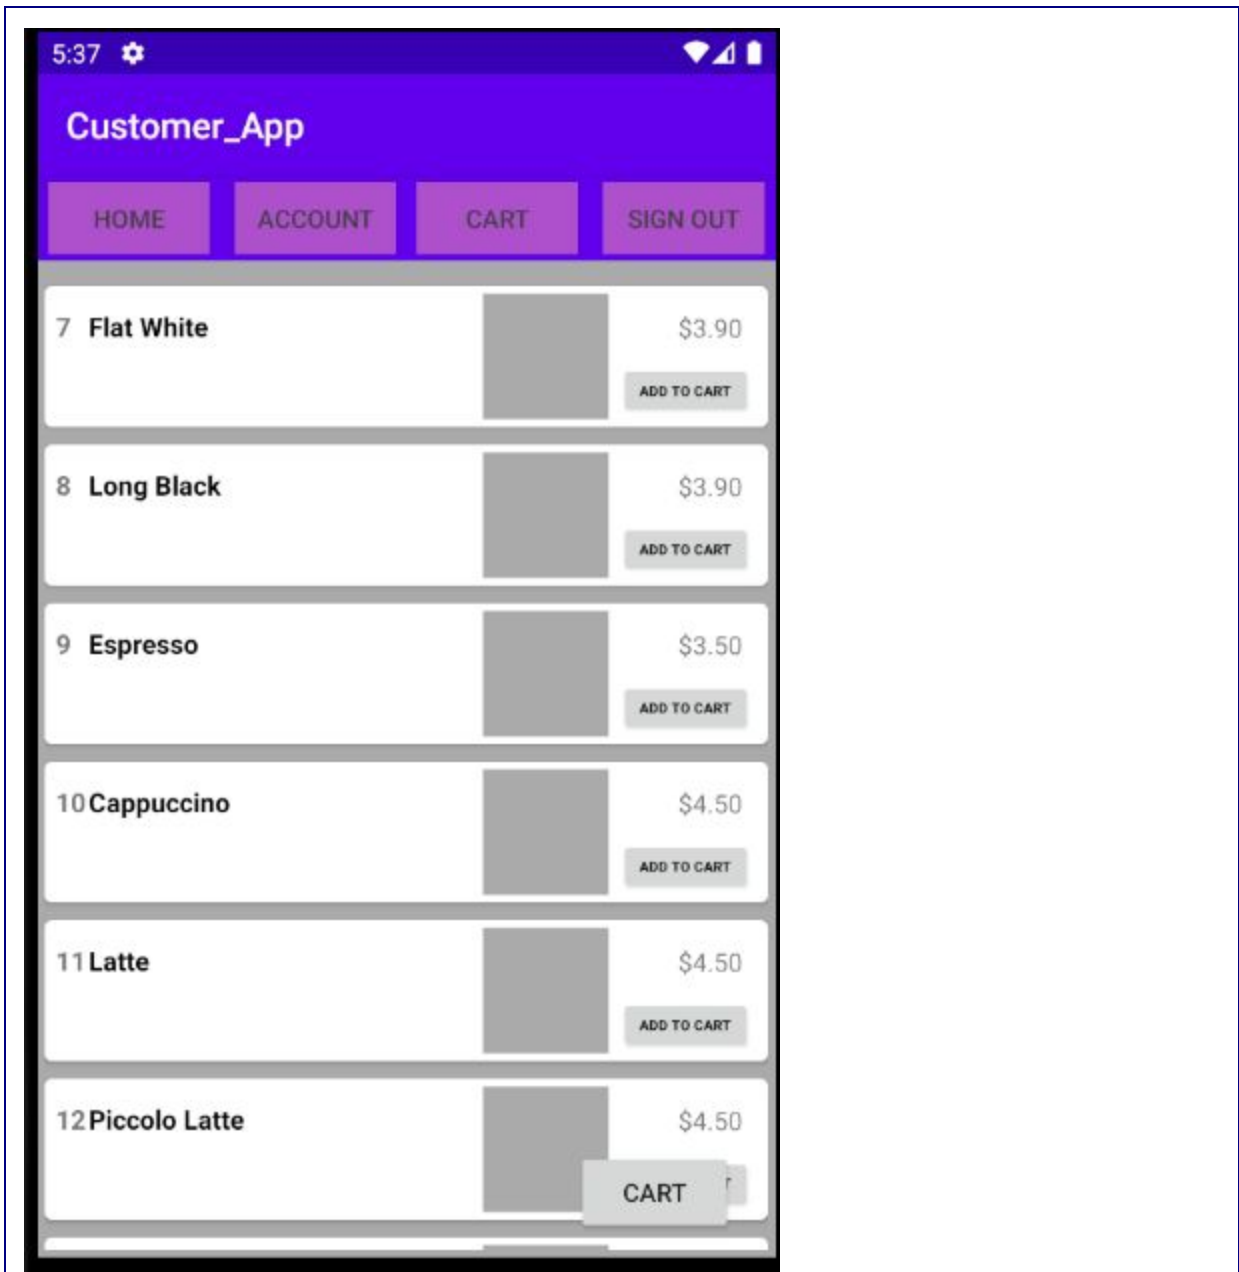 5:37
Customer_App
HOME ACCOUNT CART SIGN OUT
7 Flat White $3.90
ADD TO CART
8 Long Black $3.90
ADD TO CART
9 Espresso $3.50
ADD TO CART
10 Cappuccino $4.50
ADD TO CART
11 Latte $4.50
ADD TO CART
12 Piccolo Latte $4.50
CART